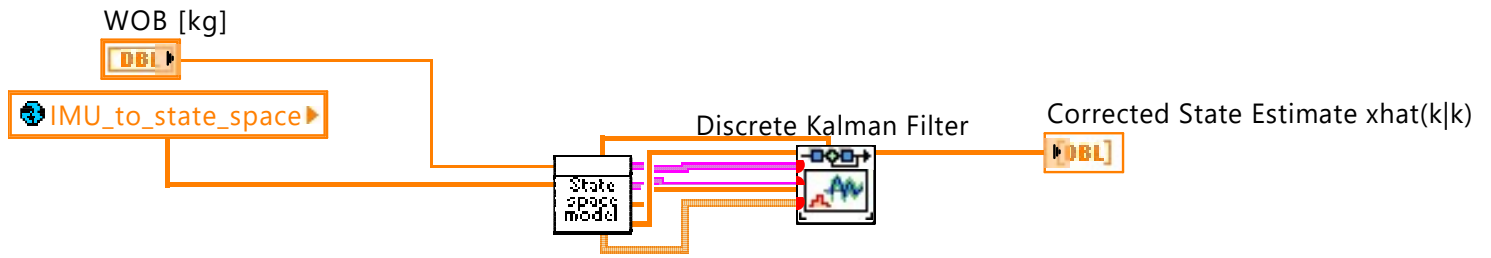 WOB [kg]
DBL
IMU_to_state_space
Discrete Kalman Filter
Corrected State Estimate xhat(k|k)
[DBL]
State
space
model